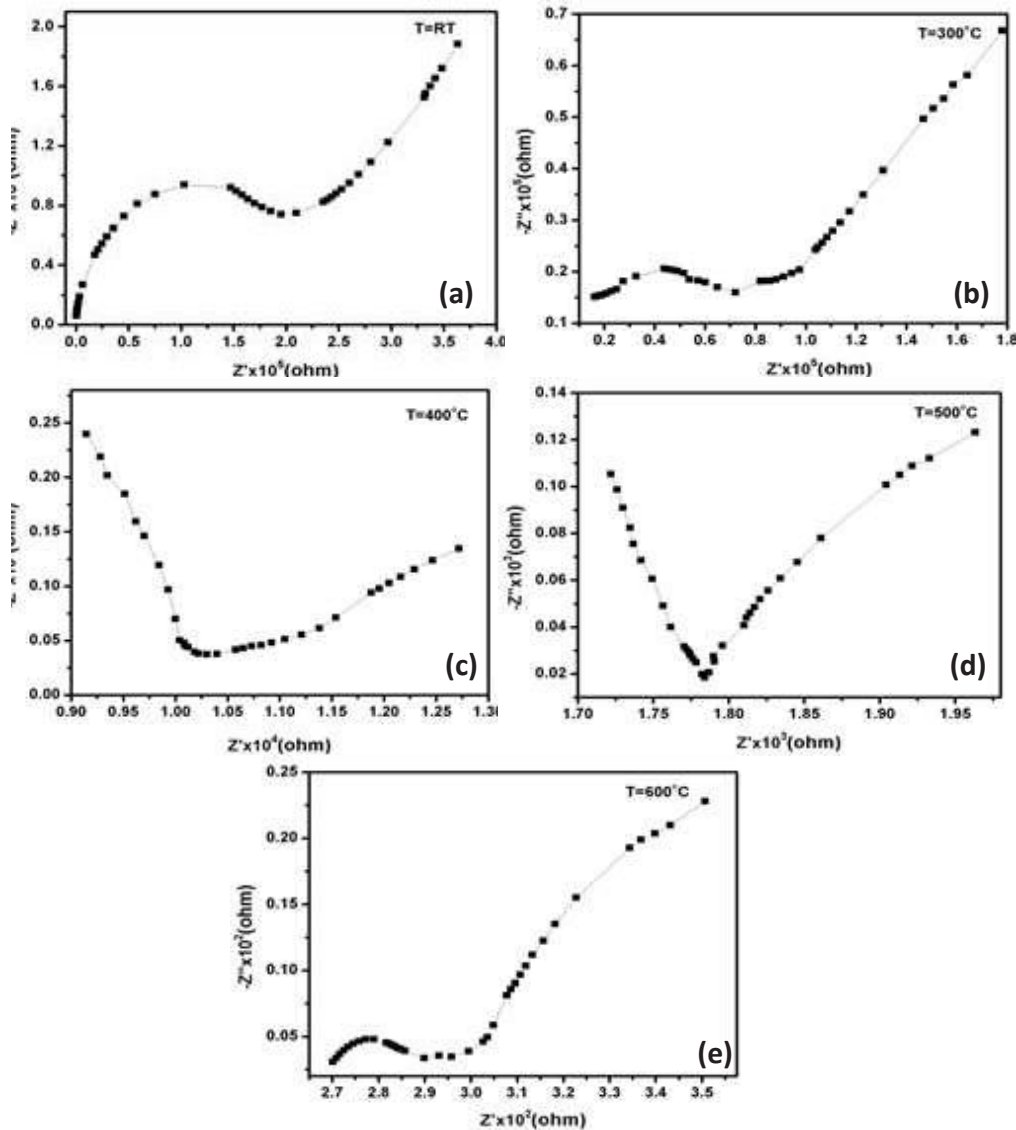 T=RT
2.0
1.6
1.2
0.8
0.4
0.0
0.0 0.5 1.0 1.5 2.0 2.5 3.0 3.5 4.0
Z'x10⁵(ohm)
(a)
T=300°C
-Z''x10⁵(ohm)
0.7
0.6
0.5
0.4
0.3
0.2
0.1
0.2 0.4 0.6 0.8 1.0 1.2 1.4 1.6 1.8
(b)
T=400°C
0.25
0.20
0.15
0.10
0.05
0.00
0.90 0.95 1.00 1.05 1.10 1.15 1.20 1.25
Z'x10⁴(ohm)
(c)
T=500°C
0.14
0.12
0.10
0.08
0.06
0.04
0.02
1.70 1.75 1.80 1.85 1.90 1.95
Z'x10³(ohm)
(d)
T=600°C
-Z''x10²(ohm)
0.25
0.20
0.15
0.10
0.05
2.7 2.8 2.9 3.0 3.1 3.2 3.3 3.4 3.5
Z'x10²(ohm)
(e)